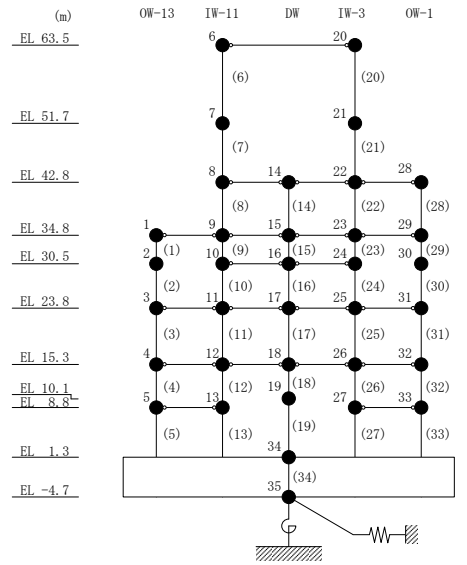 (m) OW-13 IW-11 DW IW-3 OW-1
EL 63.5 6 20
(6) (20)
EL 51.7 7 21
(7) (21)
EL 42.8 8 14 22 28
(8) (14) (22) (28)
EL 34.8 1 9 15 23 29
(1) (9) (15) (23) (29)
EL 30.5 2 10 16 24 30
(2) (10) (16) (24) (30)
EL 23.8 3 11 17 25 31
(3) (11) (17) (25) (31)
EL 15.3 4 12 18 26 32
(4) (12) (18) (26) (32)
EL 10.1 19
EL 8.8 5 13 27 33
(5) (13) (19) (27) (33)
EL 1.3 34
(34)
EL -4.7 35